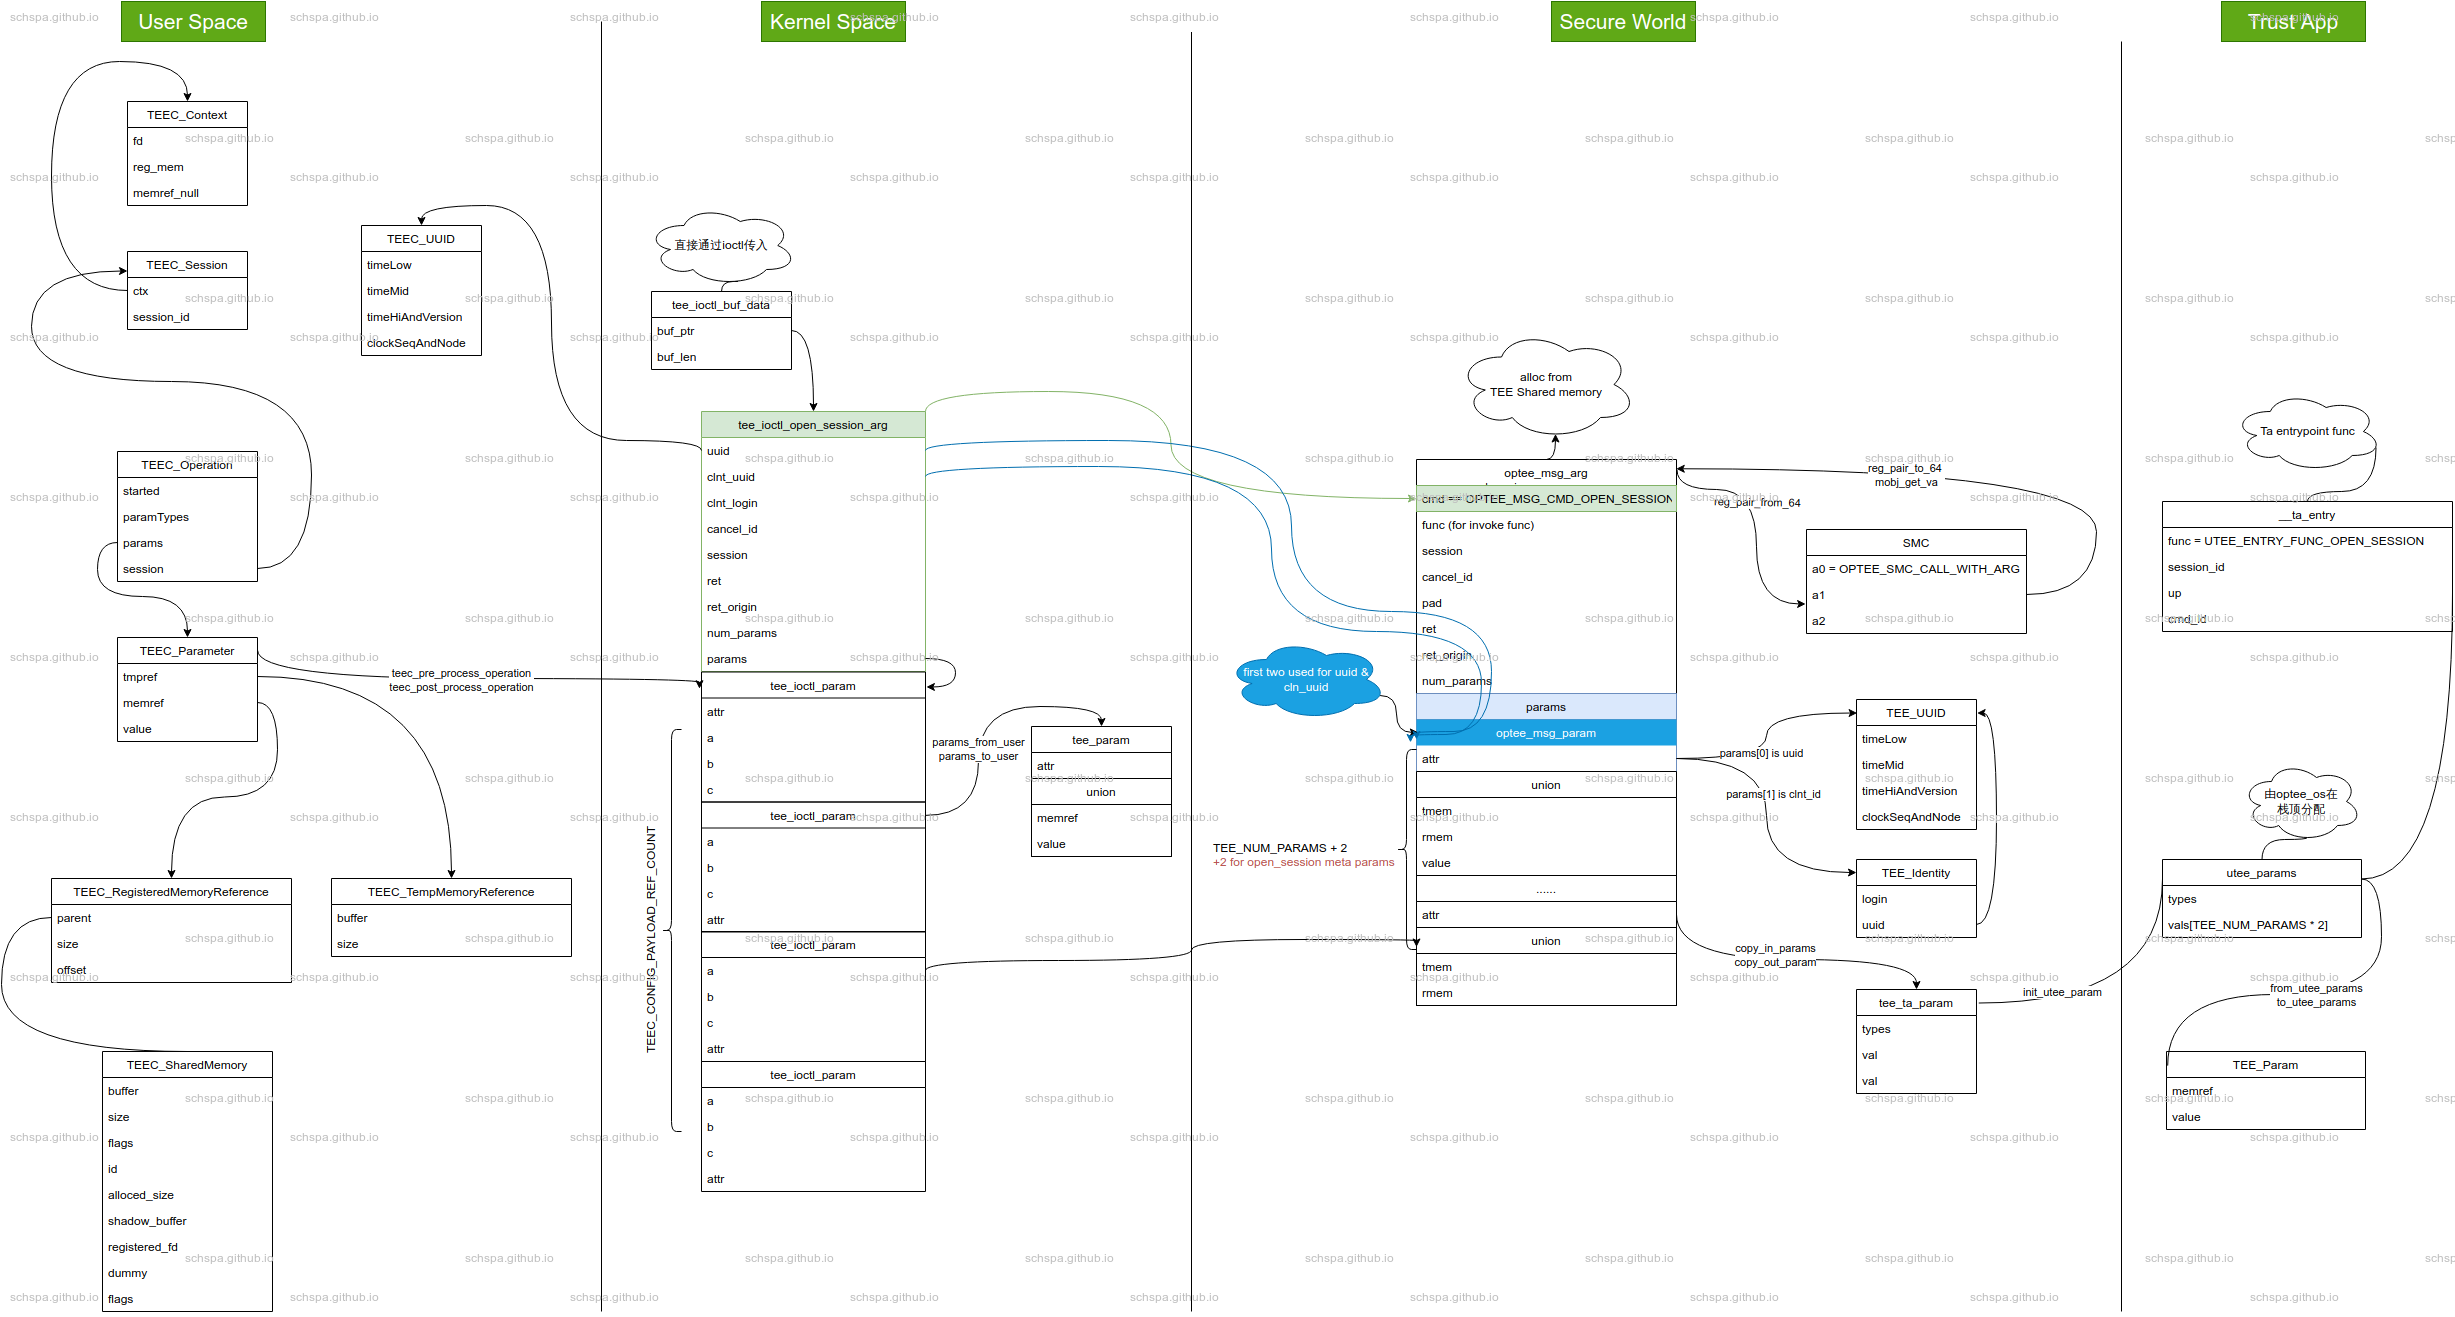 User Space
Kernel Space
Secure World
Trust App
TEEC_Context
fd
reg_mem
memref_null
TEEC_Session
ctx
session_id
TEEC_UUID
timeLow
timeMid
timeHiAndVersion
clockSeqAndNode
TEEC_Operation
started
paramTypes
params
session
TEEC_Parameter
tmpref
memref
value
teec_pre_process_operation
teec_post_process_operation
TEEC_RegisteredMemoryReference
parent
size
offset
TEEC_TempMemoryReference
buffer
size
TEEC_SharedMemory
buffer
size
flags
id
alloced_size
shadow_buffer
registered_fd
dummy
flags
直接通过ioctl传入
tee_ioctl_buf_data
buf_ptr
buf_len
tee_ioctl_open_session_arg
uuid
clnt_uuid
clnt_login
cancel_id
session
ret
ret_origin
num_params
params
tee_ioctl_param
attr
a
b
c
tee_ioctl_param
a
b
c
attr
tee_ioctl_param
a
b
c
attr
tee_ioctl_param
a
b
c
attr
TEEC_CONFIG_PAYLOAD_REF_COUNT
params_from_user
params_to_user
tee_param
attr
union
memref
value
alloc from
TEE Shared memory
optee_msg_arg
cmd == OPTEE_MSG_CMD_OPEN_SESSION
func (for invoke func)
session
cancel_id
pad
ret
ret_origin
num_params
params
optee_msg_param
attr
union
tmem
rmem
value
......
attr
union
tmem
rmem
first two used for uuid &
cln_uuid
TEE_NUM_PARAMS + 2
+2 for open_session meta params
reg_pair_to_64
mobj_get_va
reg_pair_from_64
SMC
a0 = OPTEE_SMC_CALL_WITH_ARG
a1
a2
params[0] is uuid
params[1] is clnt_id
TEE_UUID
timeLow
timeMid
timeHiAndVersion
clockSeqAndNode
TEE_Identity
login
uuid
copy_in_params
copy_out_param
tee_ta_param
types
val
val
init_utee_param
Ta entrypoint func
__ta_entry
func = UTEE_ENTRY_FUNC_OPEN_SESSION
session_id
up
cmd_id
由optee_os在
栈顶分配
utee_params
types
vals[TEE_NUM_PARAMS * 2]
from_utee_params
to_utee_params
TEE_Param
memref
value
schspa.github.io